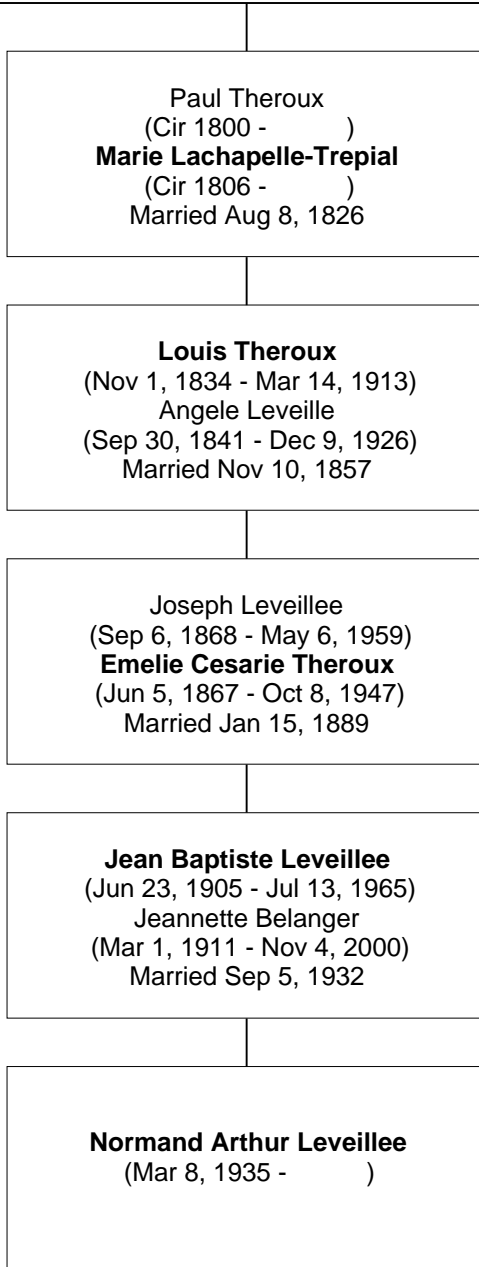 Paul Theroux
(Cir 1800 -          )
Marie Lachapelle-Trepial
(Cir 1806 -          )
Married Aug 8, 1826
Louis Theroux
(Nov 1, 1834 - Mar 14, 1913)
Angele Leveille
(Sep 30, 1841 - Dec 9, 1926)
Married Nov 10, 1857
Joseph Leveillee
(Sep 6, 1868 - May 6, 1959)
Emelie Cesarie Theroux
(Jun 5, 1867 - Oct 8, 1947)
Married Jan 15, 1889
Jean Baptiste Leveillee
(Jun 23, 1905 - Jul 13, 1965)
Jeannette Belanger
(Mar 1, 1911 - Nov 4, 2000)
Married Sep 5, 1932
Normand Arthur Leveillee
(Mar 8, 1935 -          )